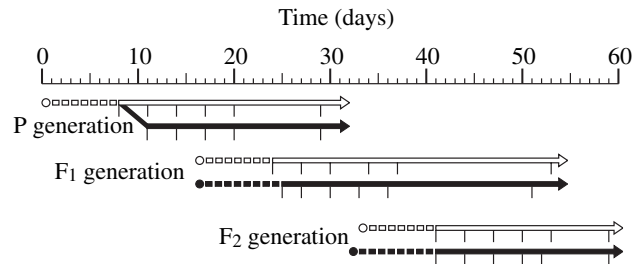 Time (days)
0 10 20 30 40 50 60
P generation
F1 generation
F2 generation